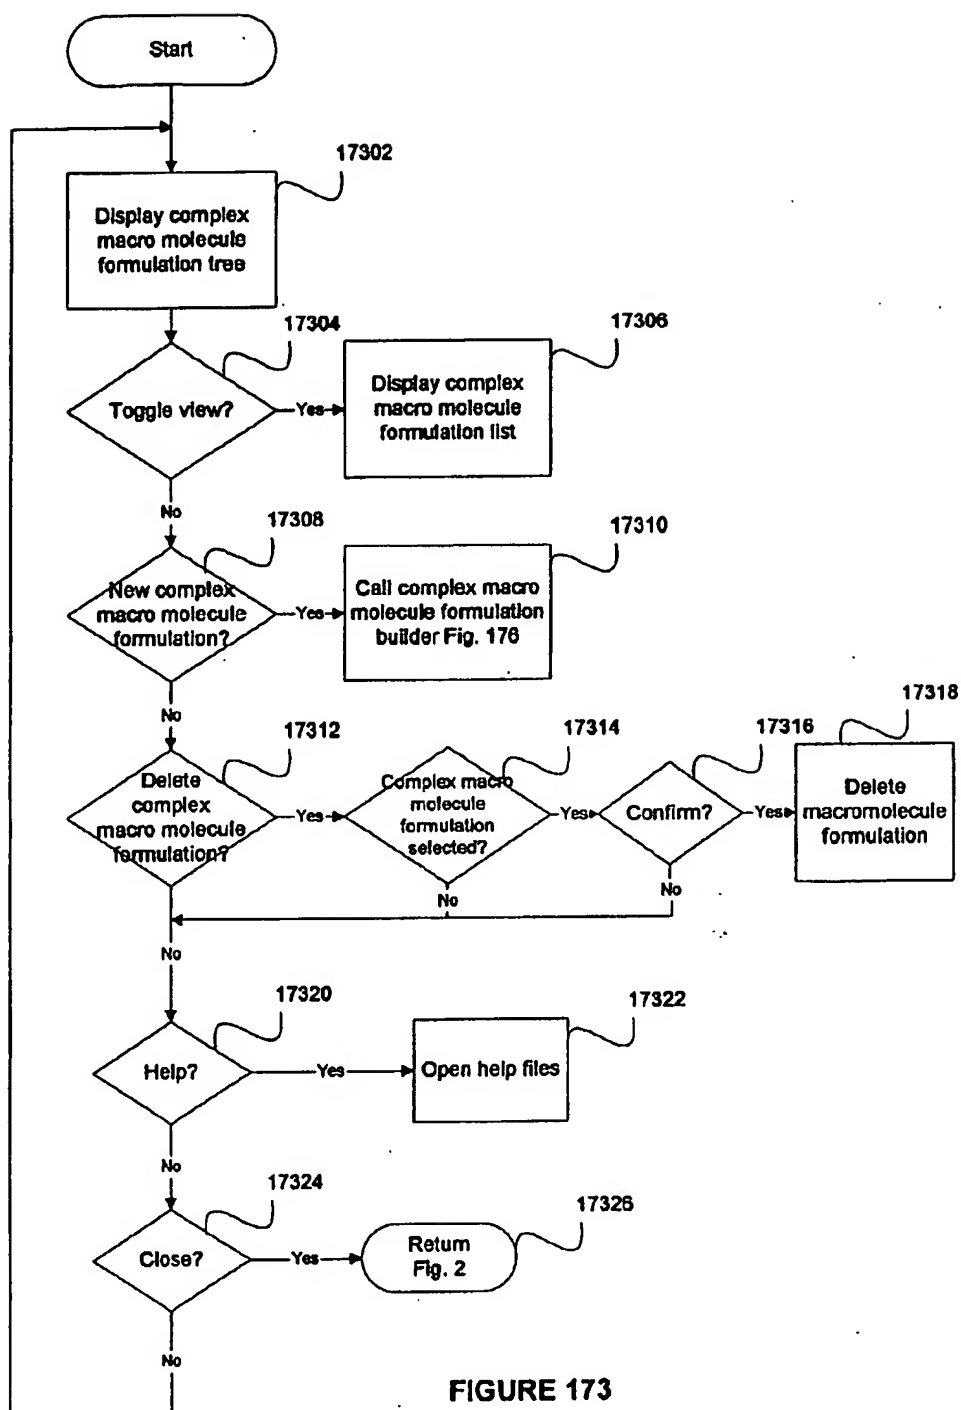 Start
17302
Display complex
macro molecule
formulation tree
17304
Toggle view?
Yes
17306
Display complex
macro molecule
formulation list
No
17308
New complex
macro molecule
formulation?
Yes
17310
Call complex macro
molecule formulation
builder Fig. 176
No
17312
Delete
complex
macro molecule
formulation?
Yes
17314
Complex macro
molecule
formulation
selected?
Yes
17316
Confirm?
Yes
17318
Delete
macromolecule
formulation
No
No
No
17320
Help?
Yes
17322
Open help files
No
17324
Close?
Yes
17326
Return
Fig. 2
No
FIGURE 173